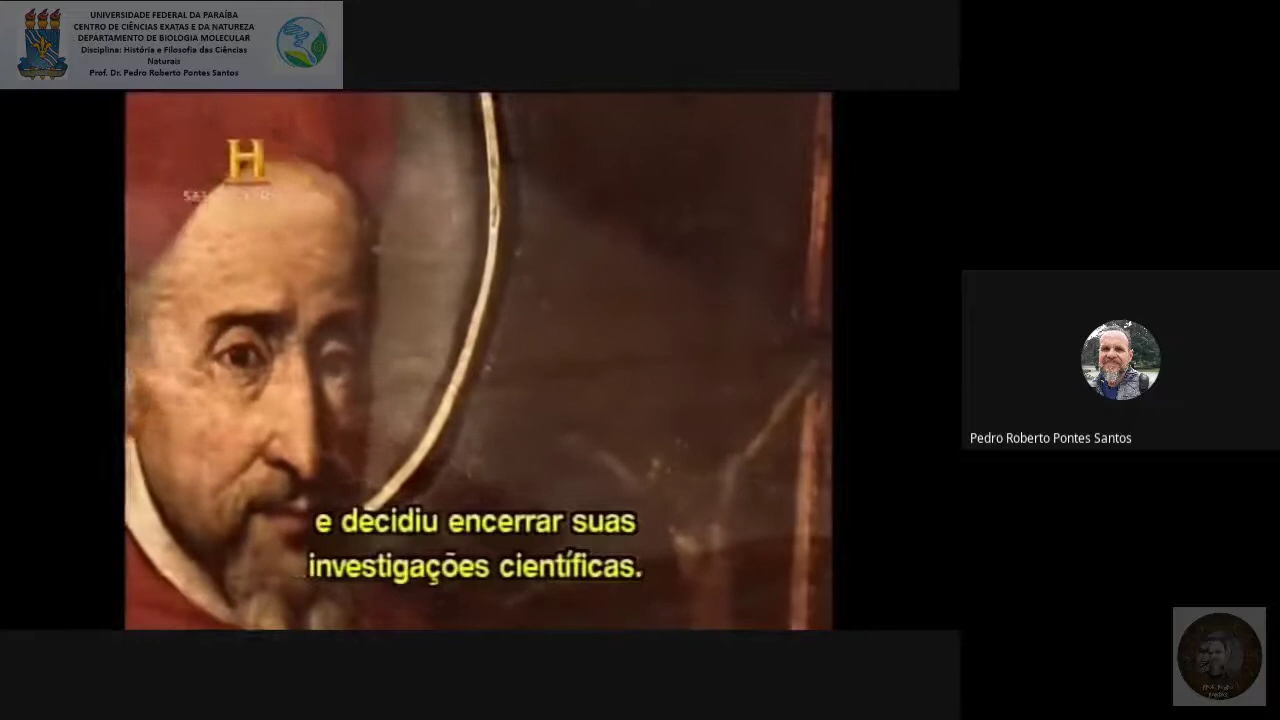 UNIVERSIDADE FEDERAL DA PARAÍBA
CENTRO DE CIÊNCIAS EXATAS E DA NATUREZA
DEPARTAMENTO DE BIOLOGIA MOLECULAR
Disciplina: História e Filosofia das Ciências
Naturais
Prof. Dr. Pedro Roberto Pontes Santos
H
e decidiu encerrar suas
investigações científicas.
Pedro Roberto Pontes Santos